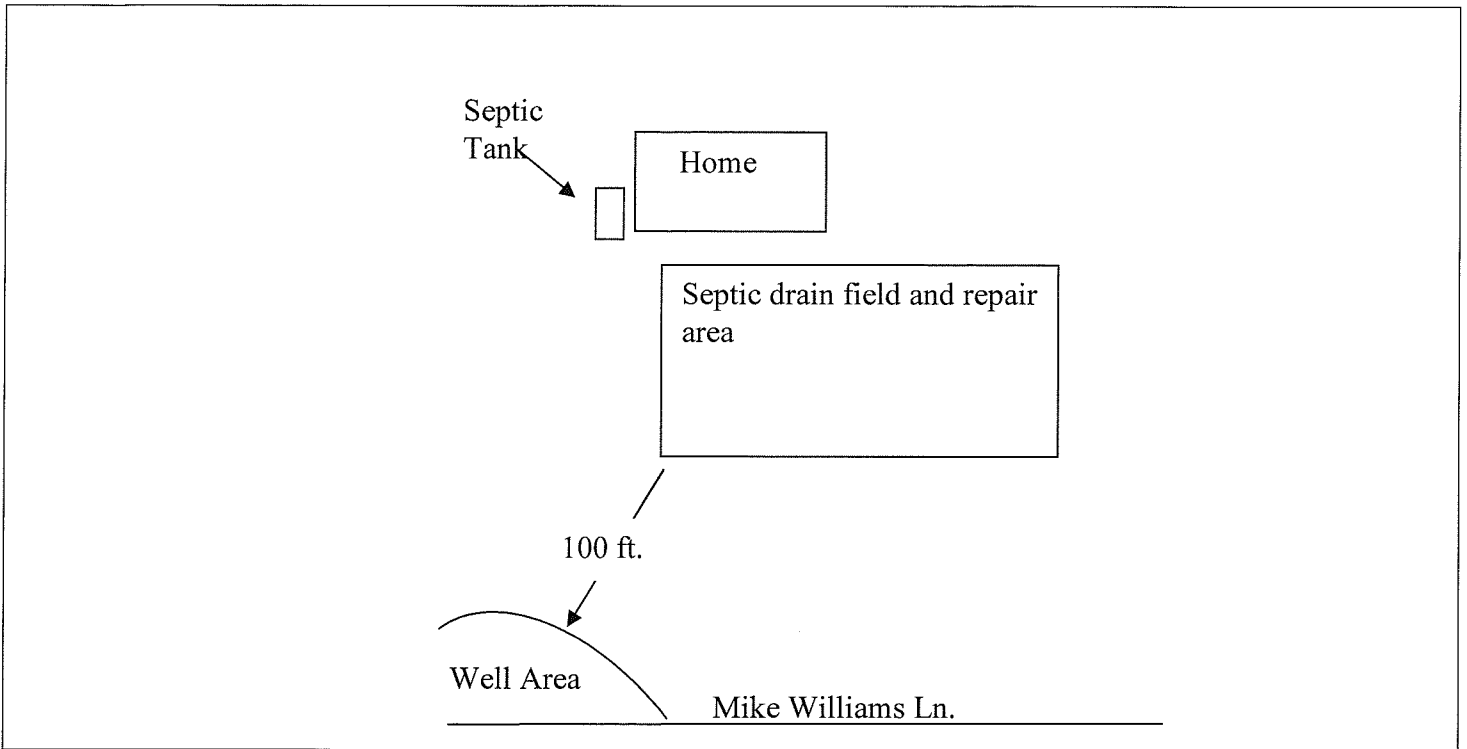 Septic
Tank
Home
Septic drain field and repair
area
100 ft.
Well Area
Mike Williams Ln.